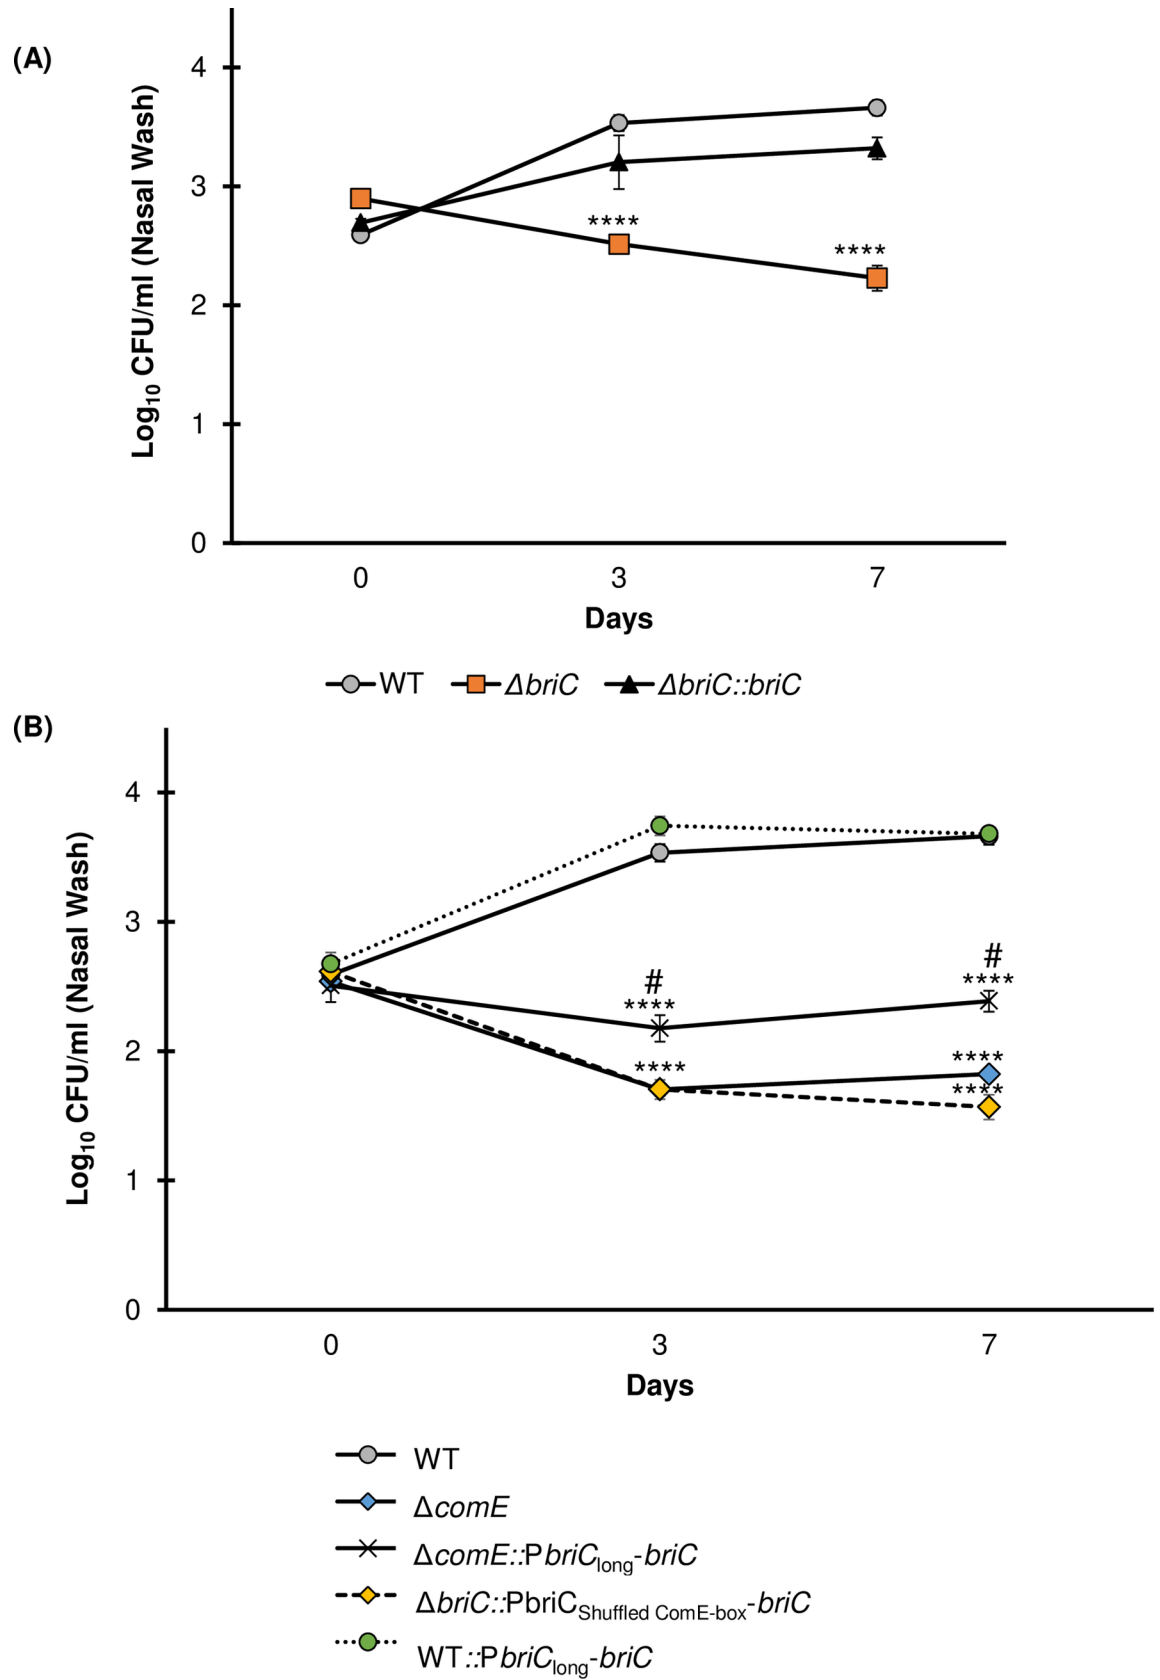 (A)
Log₁₀ CFU/ml (Nasal Wash)
4
3
2
1
0
****
****
0 3 7
Days
WT ΔbriC ΔbriC::briC
(B)
Log₁₀ CFU/ml (Nasal Wash)
4
3
2
1
0
#
****
#
****
****
****
****
0 3 7
Days
WT
ΔcomE
ΔcomE::PbriClong-briC
ΔbriC::PbriCShuffled ComE-box-briC
WT::PbriClong-briC